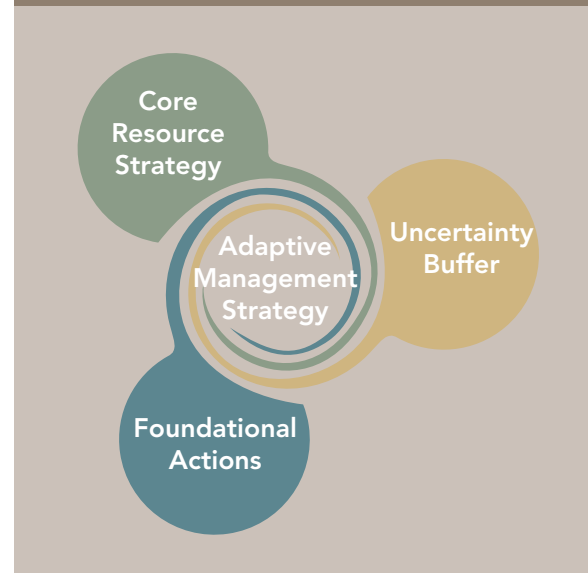 Core
Resource
Strategy
Uncertainty
Buffer
Adaptive
Management
Strategy
Foundational
Actions